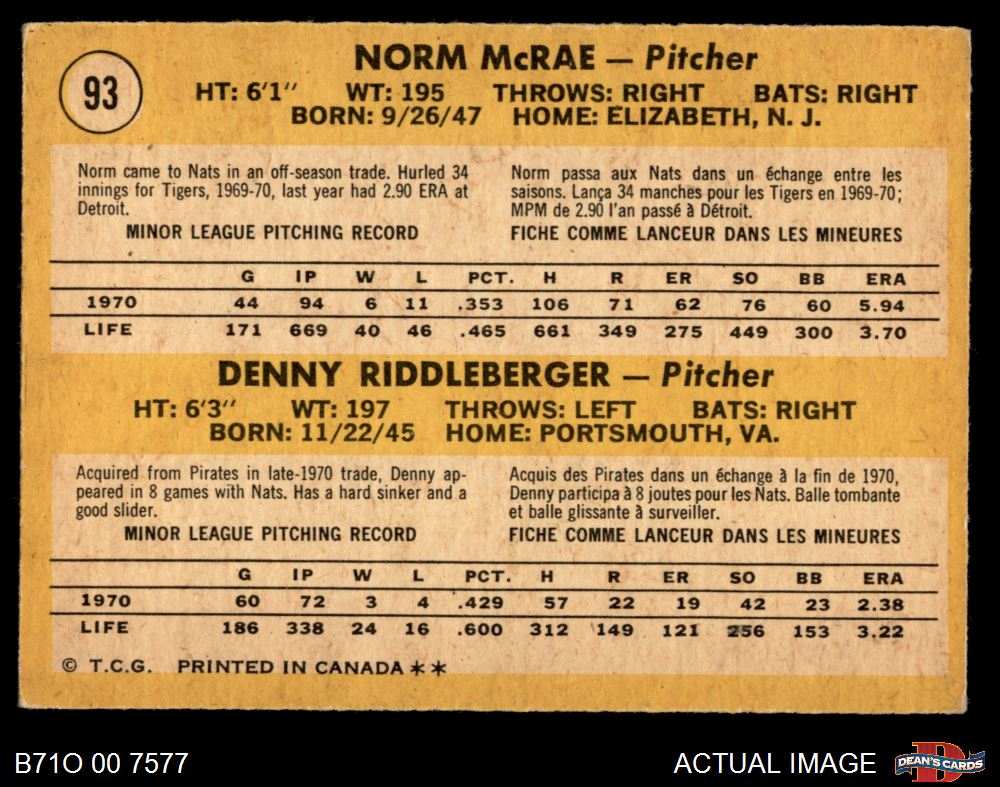 93
NORM McRAE — Pitcher
HT: 6'1" WT: 195 THROWS: RIGHT BATS: RIGHT
BORN: 9/26/47 HOME: ELIZABETH, N. J.
Norm came to Nats in an off-season trade. Hurled 34
innings for Tigers, 1969-70, last year had 2.90 ERA at
Detroit.
MINOR LEAGUE PITCHING RECORD
Norm passa aux Nats dans un échange entre les
saisons. Lança 34 manches pour les Tigers en 1969-70;
MPM de 2.90 l'an passé à Détroit.
FICHE COMME LANCEUR DANS LES MINEURES
G IP W L PCT. H R ER SO BB ERA
1970 44 94 6 11 .353 106 71 62 76 60 5.94
LIFE 171 669 40 46 .465 661 349 275 449 300 3.70
DENNY RIDDLEBERGER — Pitcher
HT: 6'3" WT: 197 THROWS: LEFT BATS: RIGHT
BORN: 11/22/45 HOME: PORTSMOUTH, VA.
Acquired from Pirates in late-1970 trade, Denny ap-
peared in 8 games with Nats. Has a hard sinker and a
good slider.
MINOR LEAGUE PITCHING RECORD
Acquis des Pirates dans un échange à la fin de 1970,
Denny participa à 8 joutes pour les Nats. Balle tombante
et balle glissante à surveiller.
FICHE COMME LANCEUR DANS LES MINEURES
G IP W L PCT. H R ER SO BB ERA
1970 60 72 3 4 .429 57 22 19 42 23 2.38
LIFE 186 338 24 16 .600 312 149 121 256 153 3.22
© T.C.G. PRINTED IN CANADA ✶✶
B71O 00 7577
ACTUAL IMAGE
D
DEAN'S CARDS